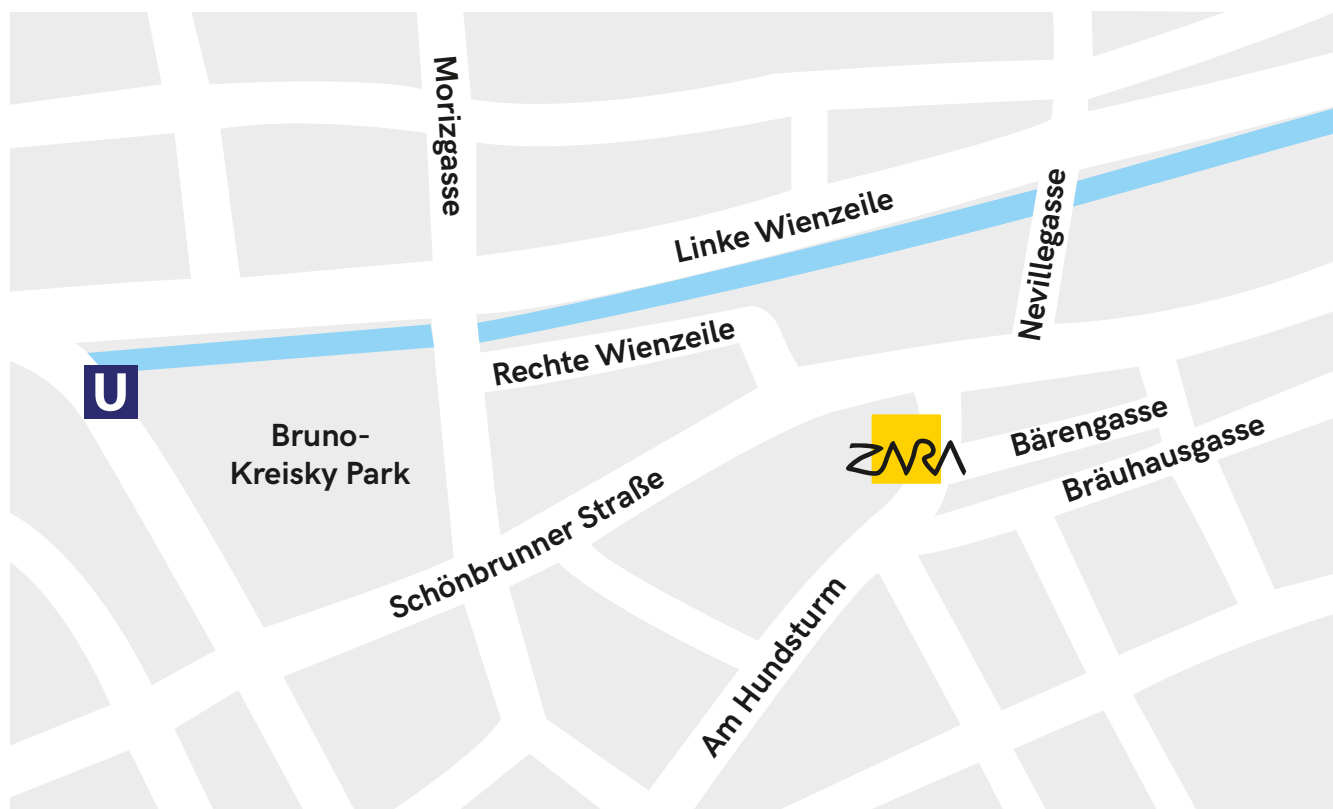 Morizgasse
Linke Wienzeile
Nevillegasse
Rechte Wienzeile
U
Bruno-
Kreisky Park
ZARA
Bärengasse
Bräuhausgasse
Schönbrunner Straße
Am Hundsturm